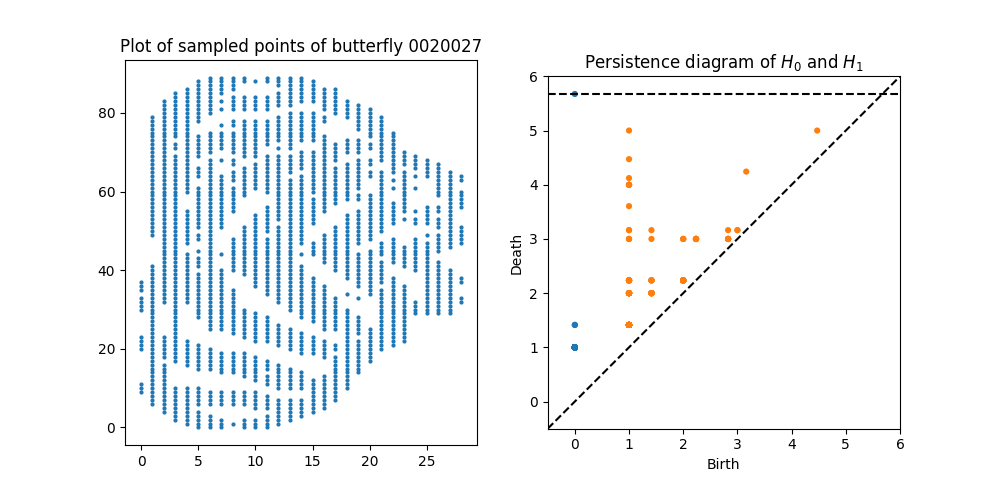 Plot of sampled points of butterfly 0020027
80
60
40
20
0
0 5 10 15 20 25
Persistence diagram of H₀ and H₁
6
5
4
3
2
1
0
Death
0 1 2 3 4 5 6
Birth